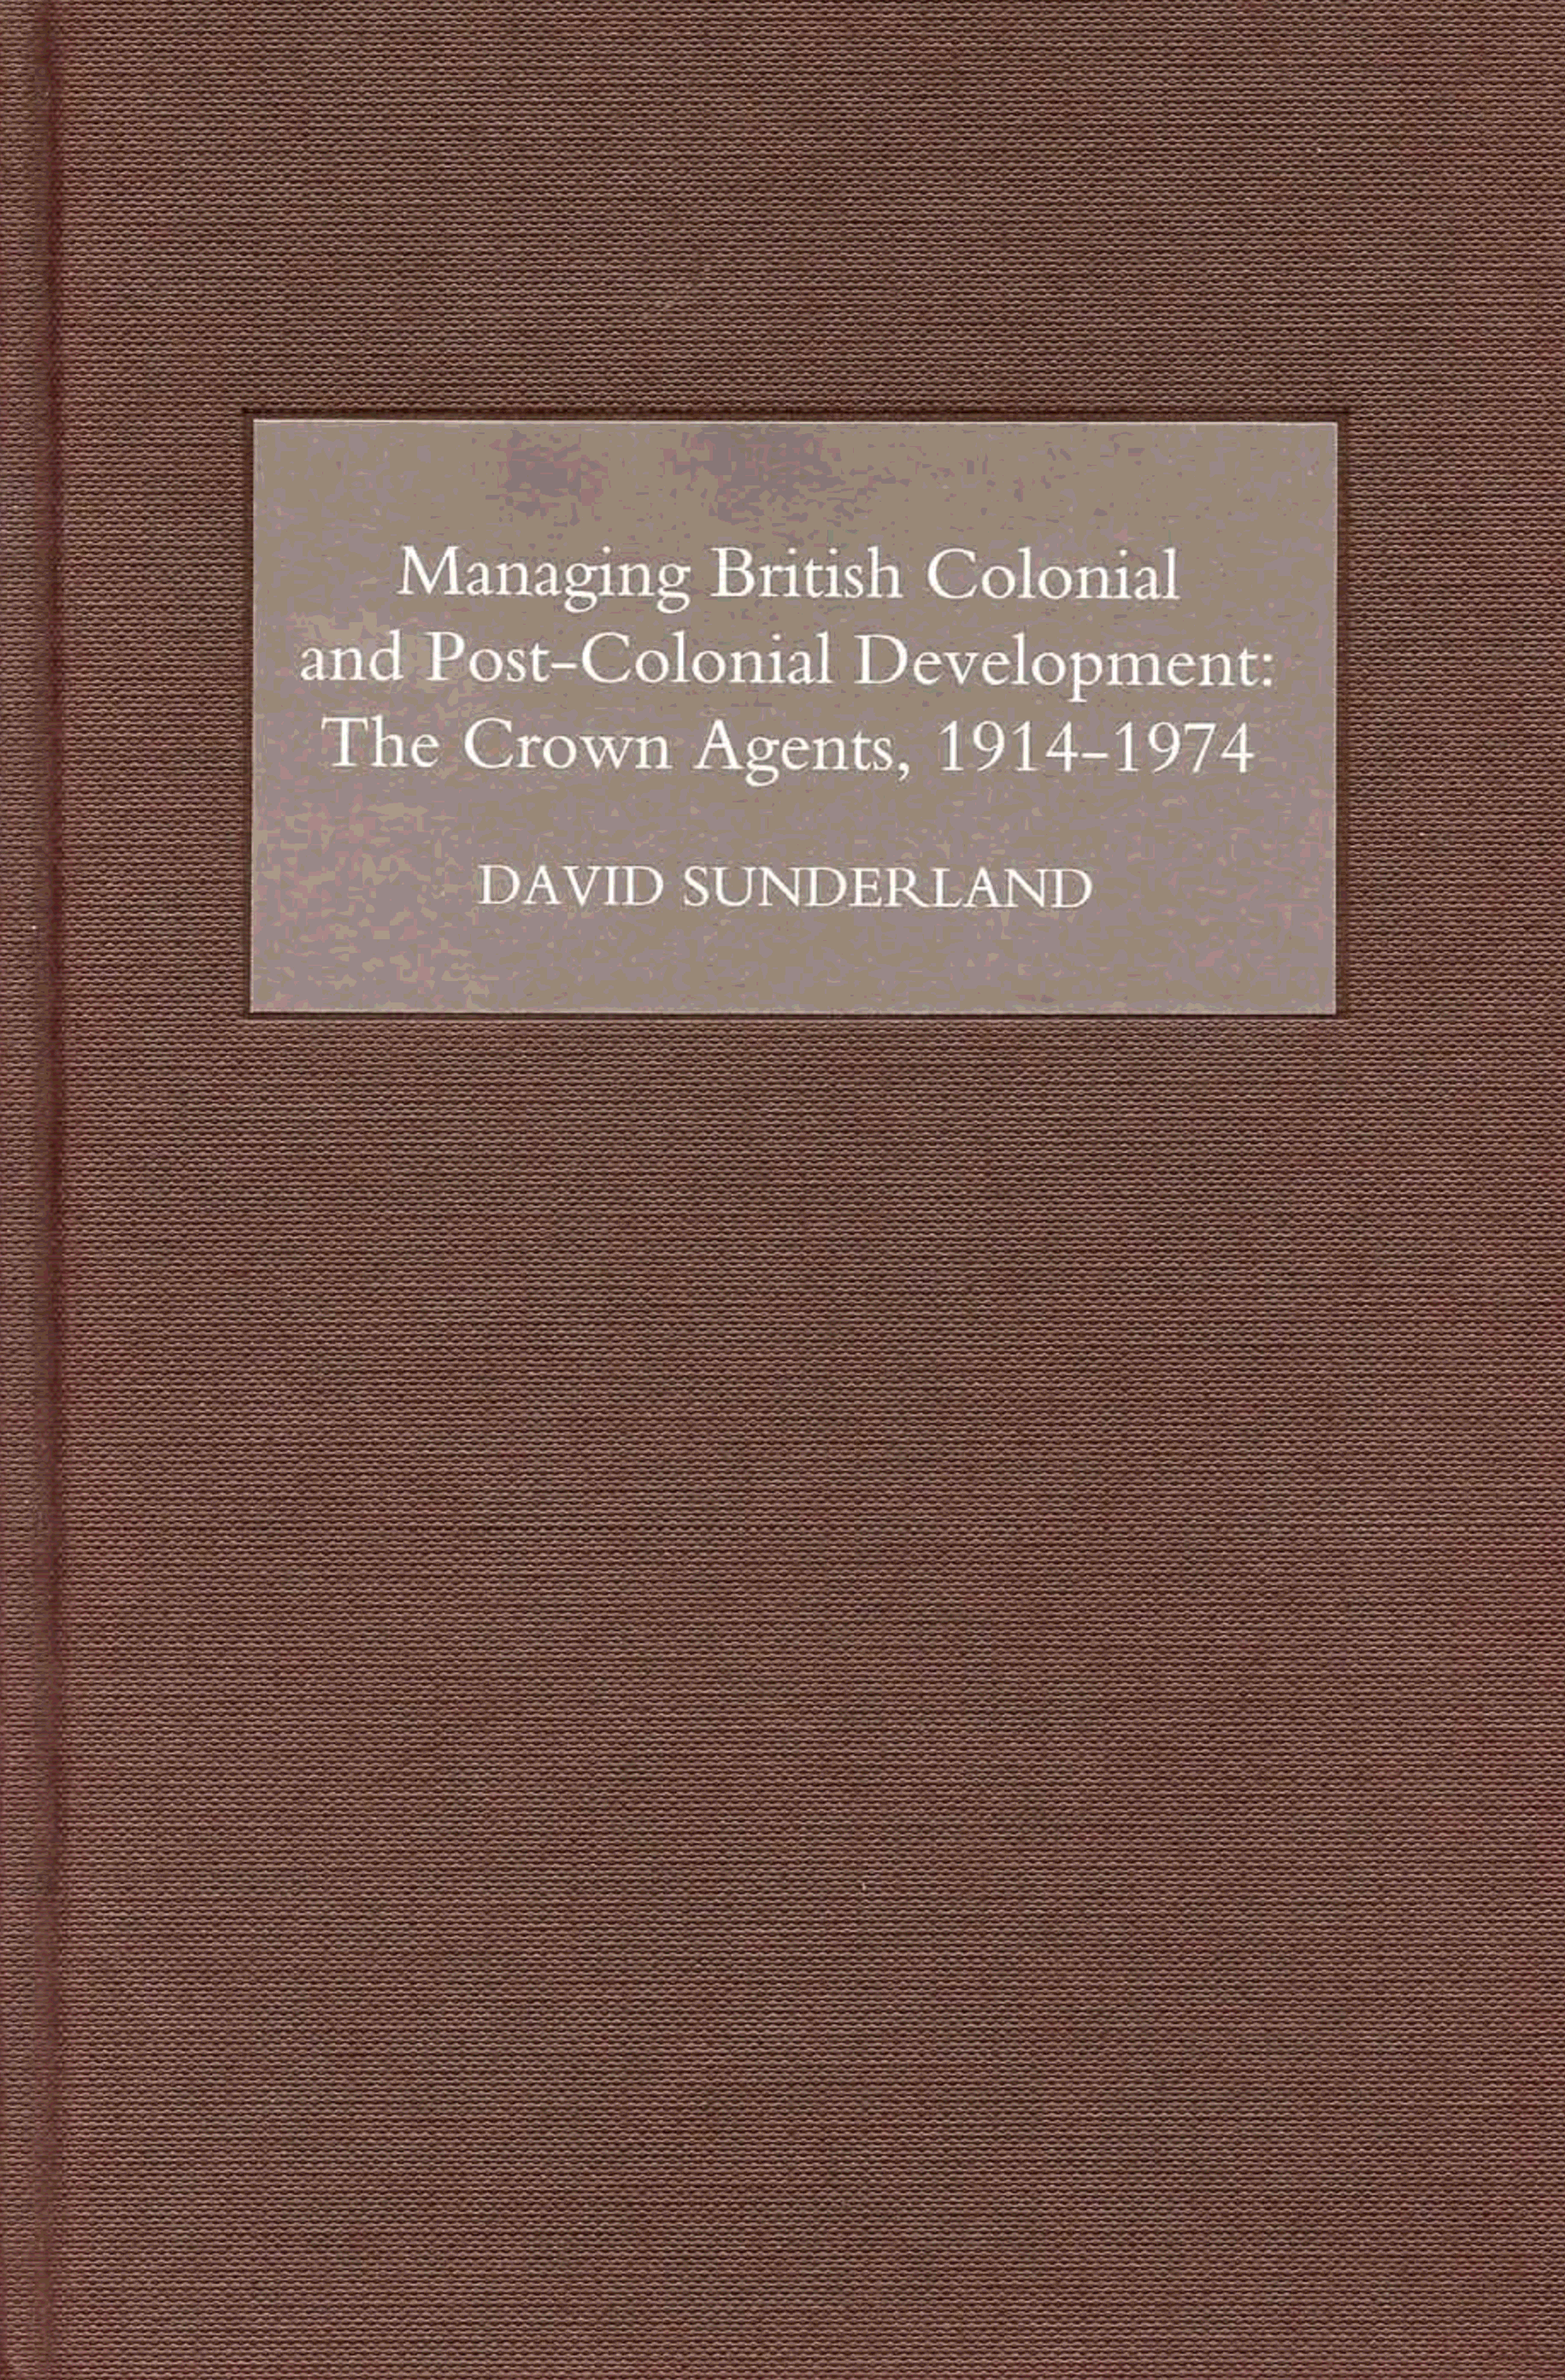 Managing British Colonial
and Post-Colonial Development:
The Crown Agents, 1914–1974
DAVID SUNDERLAND